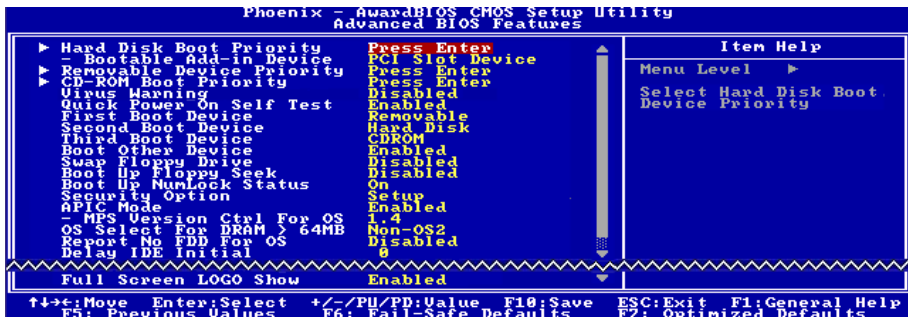 Phoenix - AwardBIOS CMOS Setup Utility
Advanced BIOS Features
► Hard Disk Boot Priority Press Enter
- Bootable Add-in Device PCI Slot Device
► Removable Device Priority Press Enter
► CD-ROM Boot Priority Press Enter
Virus Warning Disabled
Quick Power On Self Test Enabled
First Boot Device Removable
Second Boot Device Hard Disk
Third Boot Device CDROM
Boot Other Device Enabled
Swap Floppy Drive Disabled
Boot Up Floppy Seek Disabled
Boot Up NumLock Status On
Security Option Setup
APIC Mode Enabled
- MPS Version Ctrl For OS 1.4
OS Select For DRAM > 64MB Non-OS2
Report No FDD For OS Disabled
Delay IDE Initial 0
Full Screen LOGO Show Enabled
Item Help
Menu Level ►
Select Hard Disk Boot
Device Priority
↑↓→←:Move Enter:Select +/-/PU/PD:Value F10:Save ESC:Exit F1:General Help
F5: Previous Values F6: Fail-Safe Defaults F7: Optimized Defaults